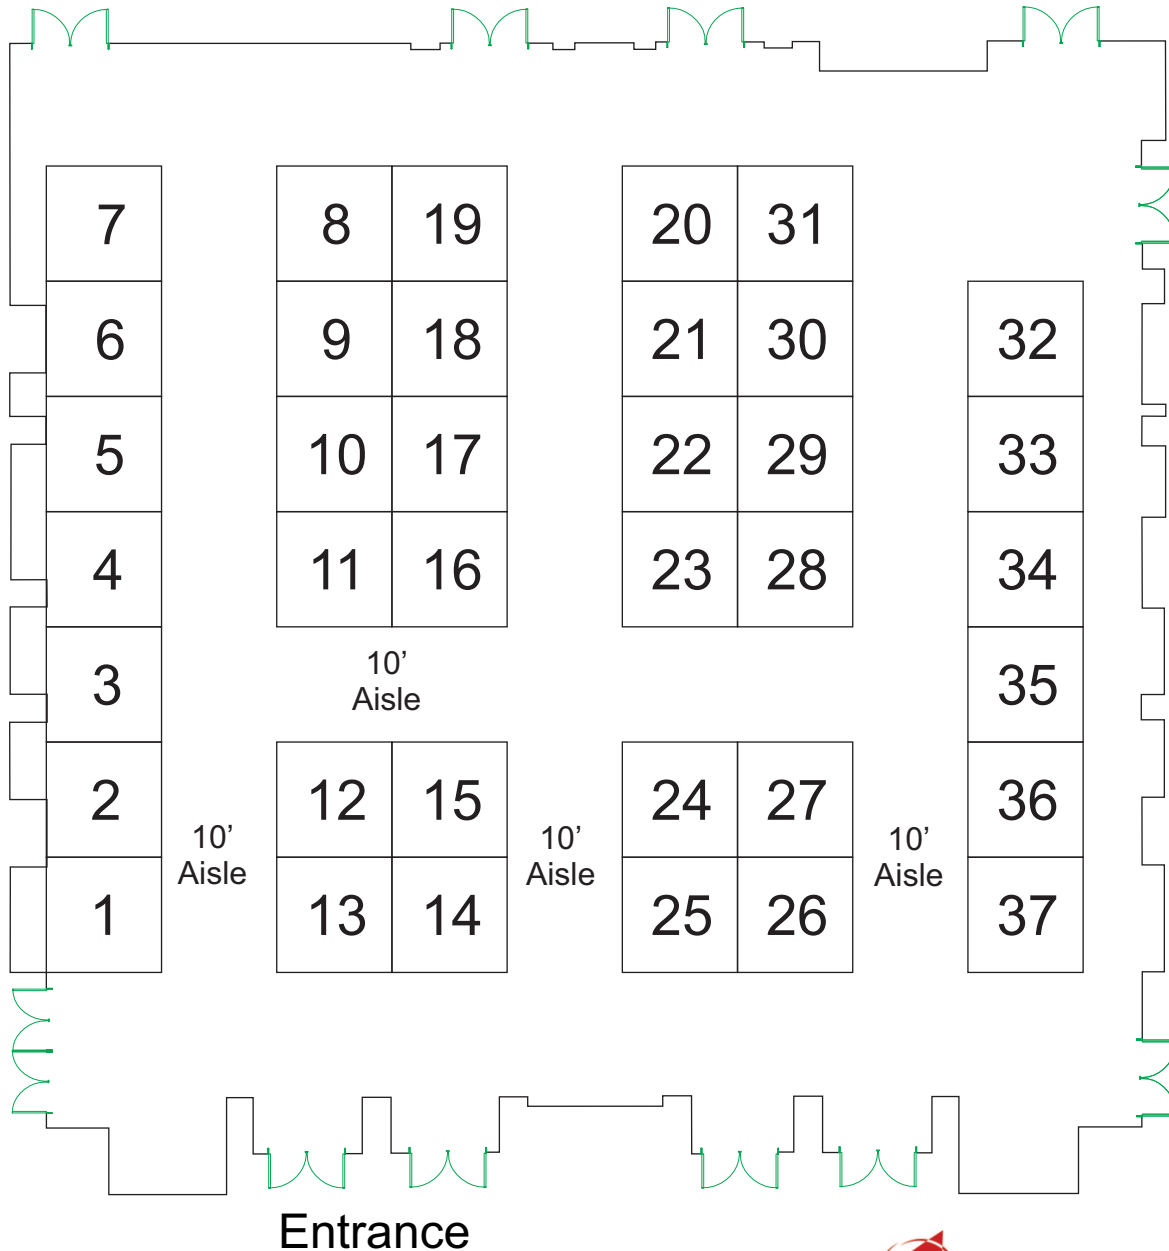 7 8 19 20 31
6 9 18 21 30 32
5 10 17 22 29 33
4 11 16 23 28 34
3 10’ 35
Aisle
2 12 15 24 27 36
10’ 10’ 10’
Aisle Aisle Aisle
1 13 14 25 26 37
Entrance